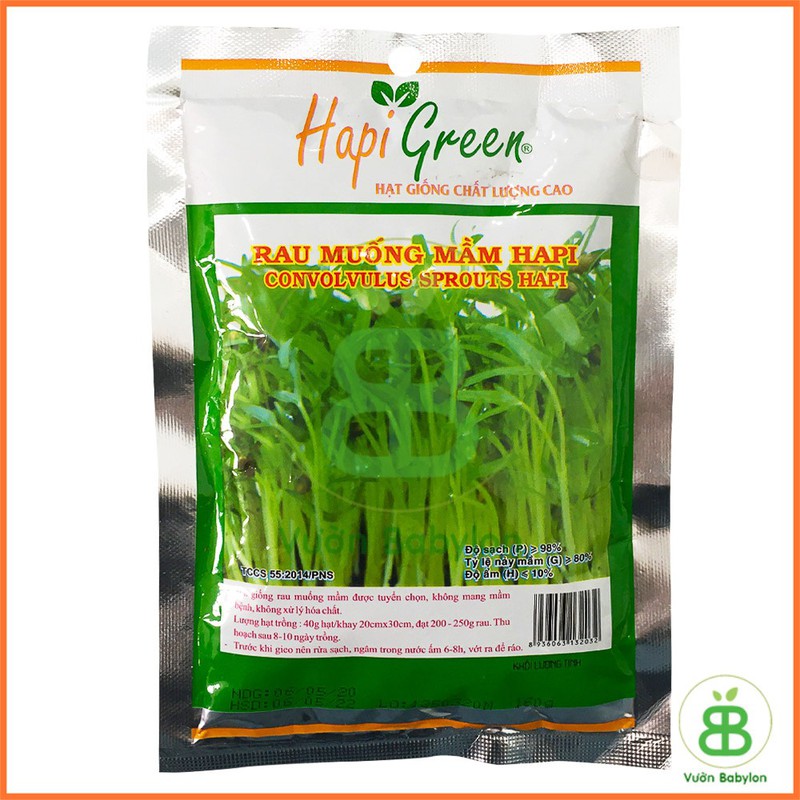 Hapi Green®
HẠT GIỐNG CHẤT LƯỢNG CAO
RAU MUỐNG MẦM HAPI
CONVOLVULUS SPROUTS HAPI
Vườn Babylon
Độ sạch (P) ≥ 98%
Tỷ lệ nảy mầm (G) ≥ 80%
Độ ẩm (H) ≤ 10%
TCCS 55:2014/PNS
giống rau muống mầm được tuyển chọn, không mang mầm
bệnh, không xử lý hóa chất.
Lượng hạt trồng : 40g hạt/khay 20cmx30cm, đạt 200 - 250g rau. Thu
hoạch sau 8-10 ngày trồng.
- Trước khi gieo nên rửa sạch, ngâm trong nước ấm 6-8h, vớt ra để ráo.
8 936063 132032
KHỐI LƯỢNG TỊNH
NDG:06/05/20
HSD:06/05/22
Vườn Babylon